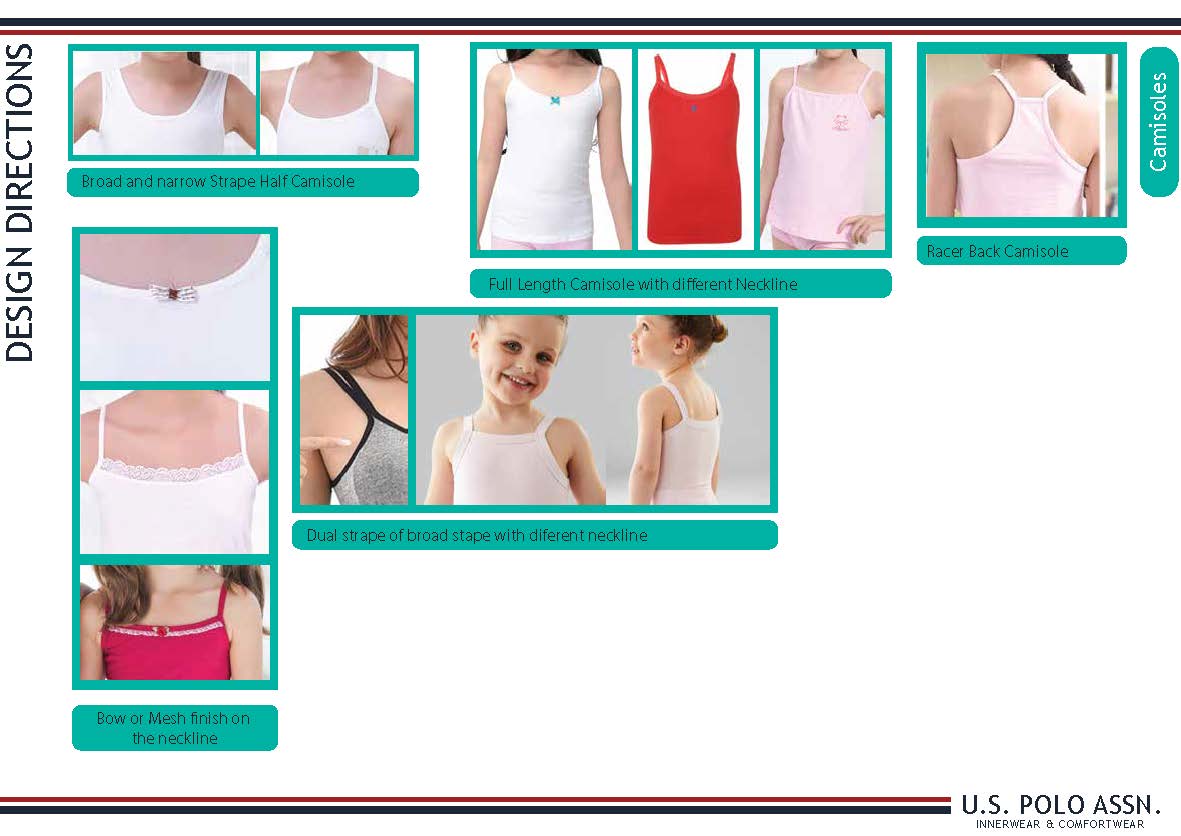 DESIGN DIRECTIONS
Camisoles
Broad and narrow Strape Half Camisole
Full Length Camisole with different Neckline
Racer Back Camisole
Dual strape of broad stape with diferent neckline
Bow or Mesh finish on
the neckline
U.S. POLO ASSN.
INNERWEAR & COMFORTWEAR